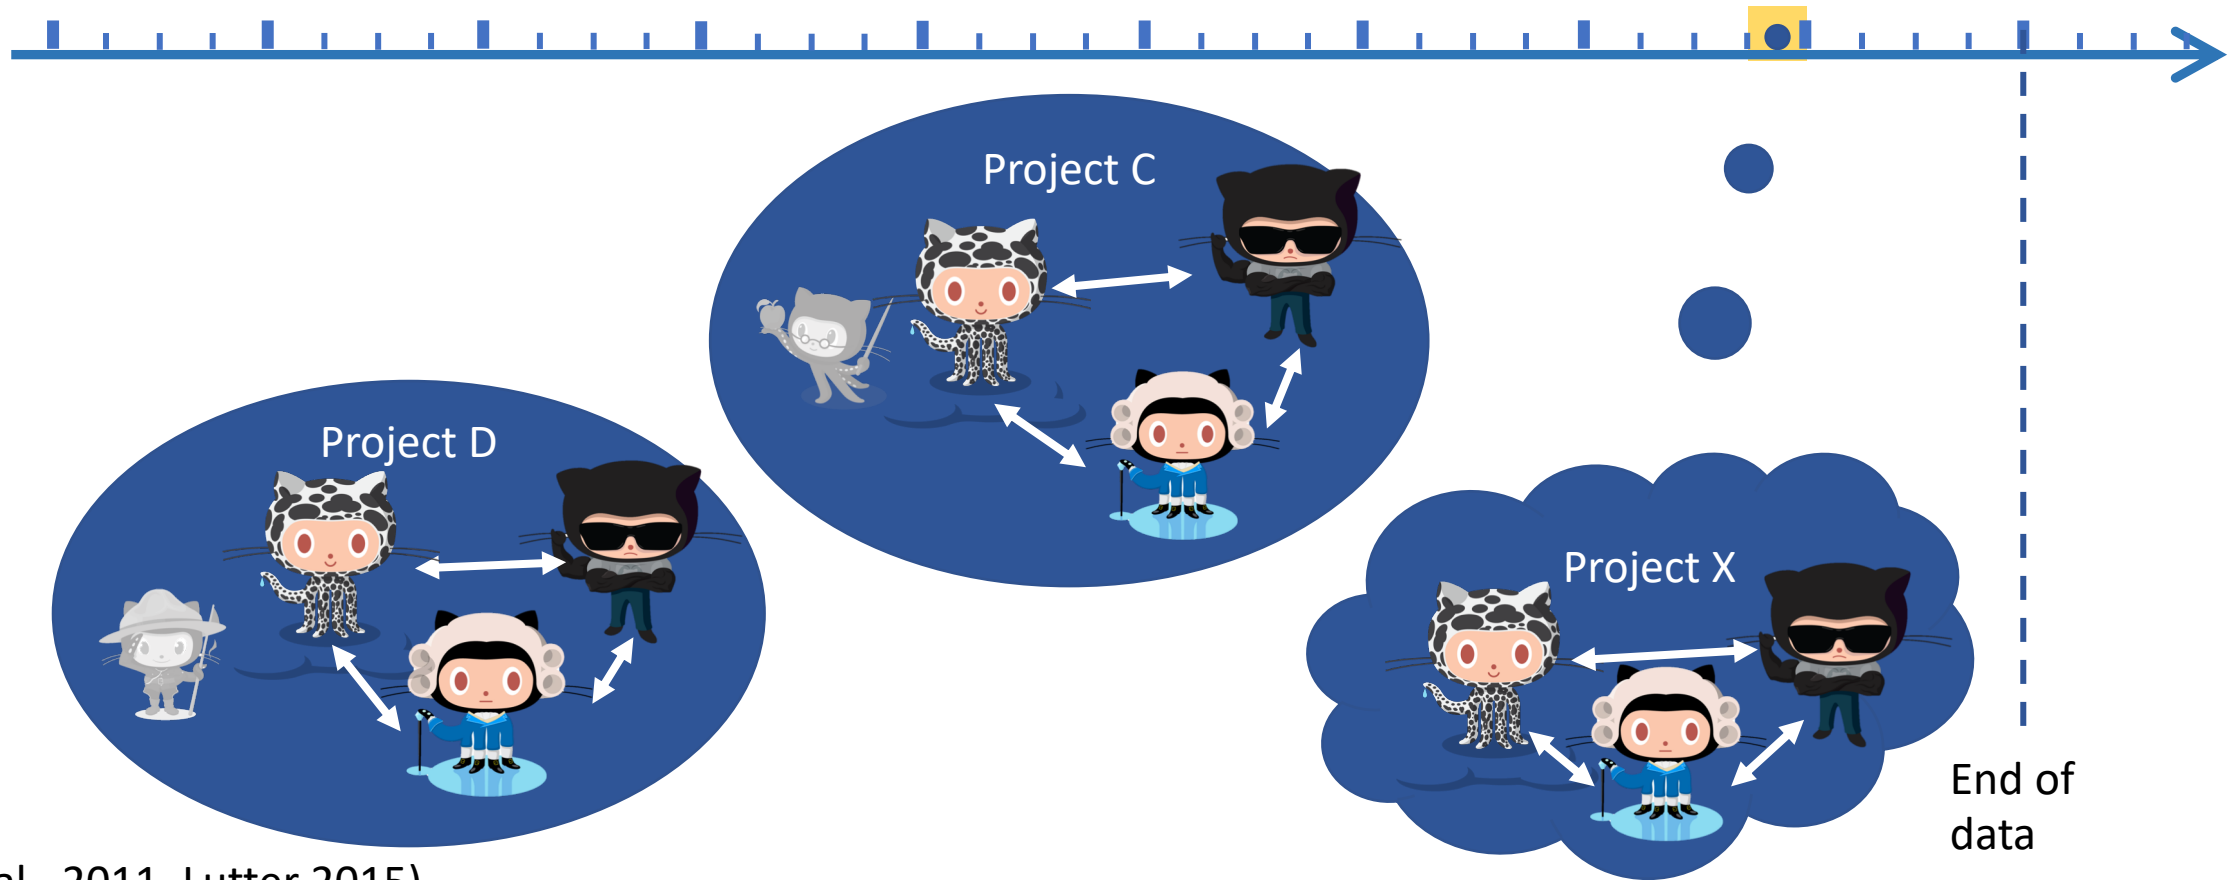 Project C
Project D
Project X
End of
data
2011, Lutter 2015)